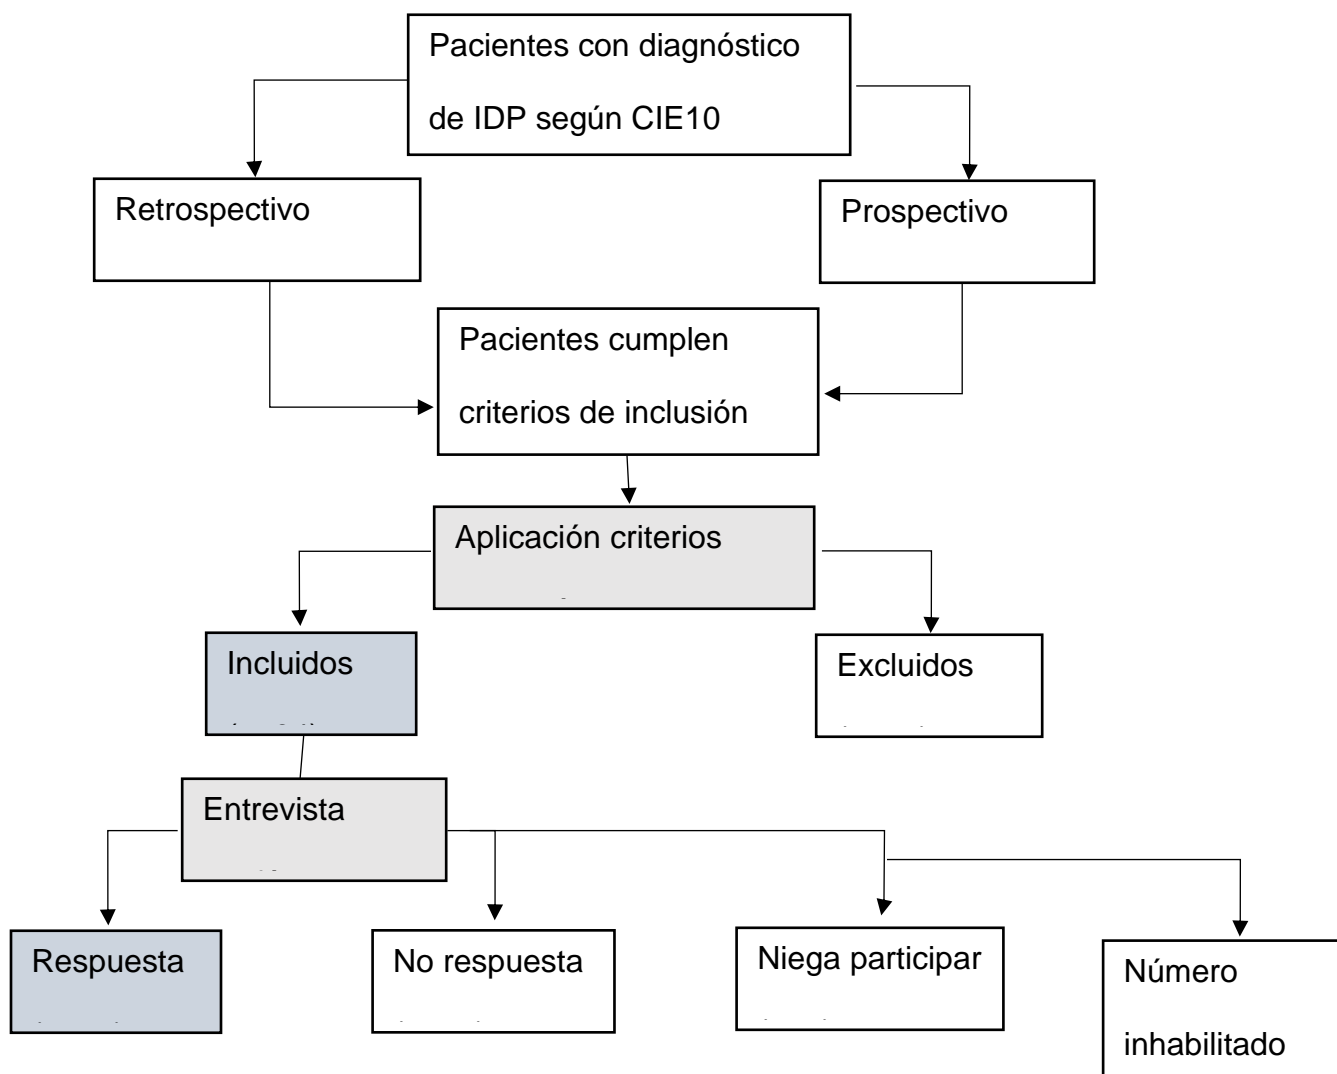 Pacientes con diagnóstico
de IDP según CIE10
Retrospectivo
Prospectivo
Pacientes cumplen
criterios de inclusión
Aplicación criterios
Incluidos
Excluidos
Entrevista
Respuesta
No respuesta
Niega participar
Número
inhabilitado